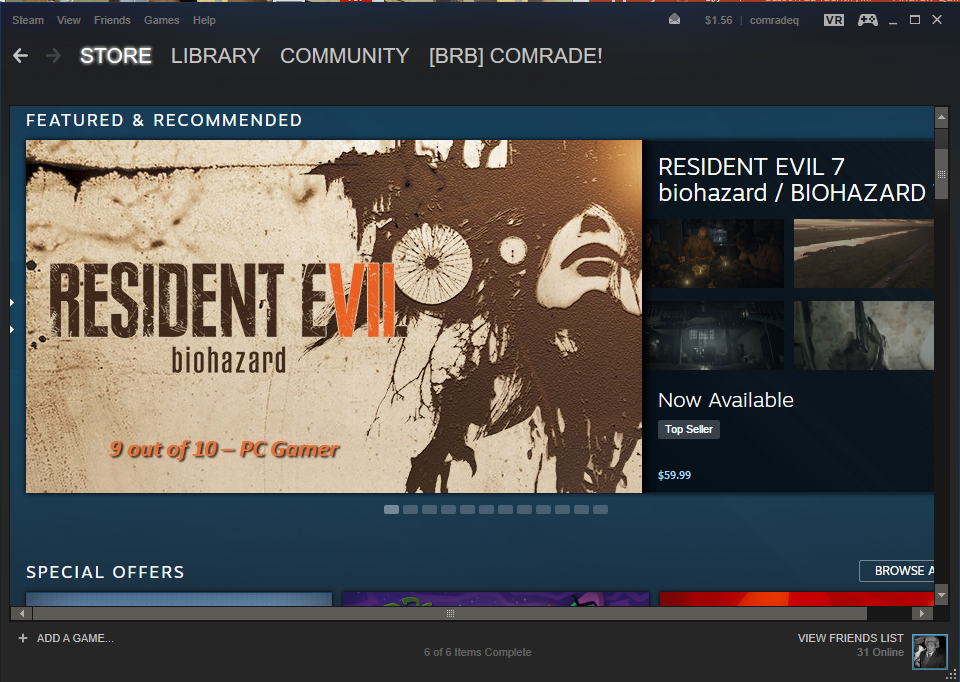 Steam View Friends Games Help
$1.56 | comradeq VR
STORE LIBRARY COMMUNITY [BRB] COMRADE!
FEATURED & RECOMMENDED
RESIDENT EVIL
biohazard
9 out of 10 – PC Gamer
RESIDENT EVIL 7
biohazard / BIOHAZARD
Now Available
Top Seller
$59.99
SPECIAL OFFERS
BROWSE A
+ ADD A GAME...
6 of 6 Items Complete
VIEW FRIENDS LIST
31 Online